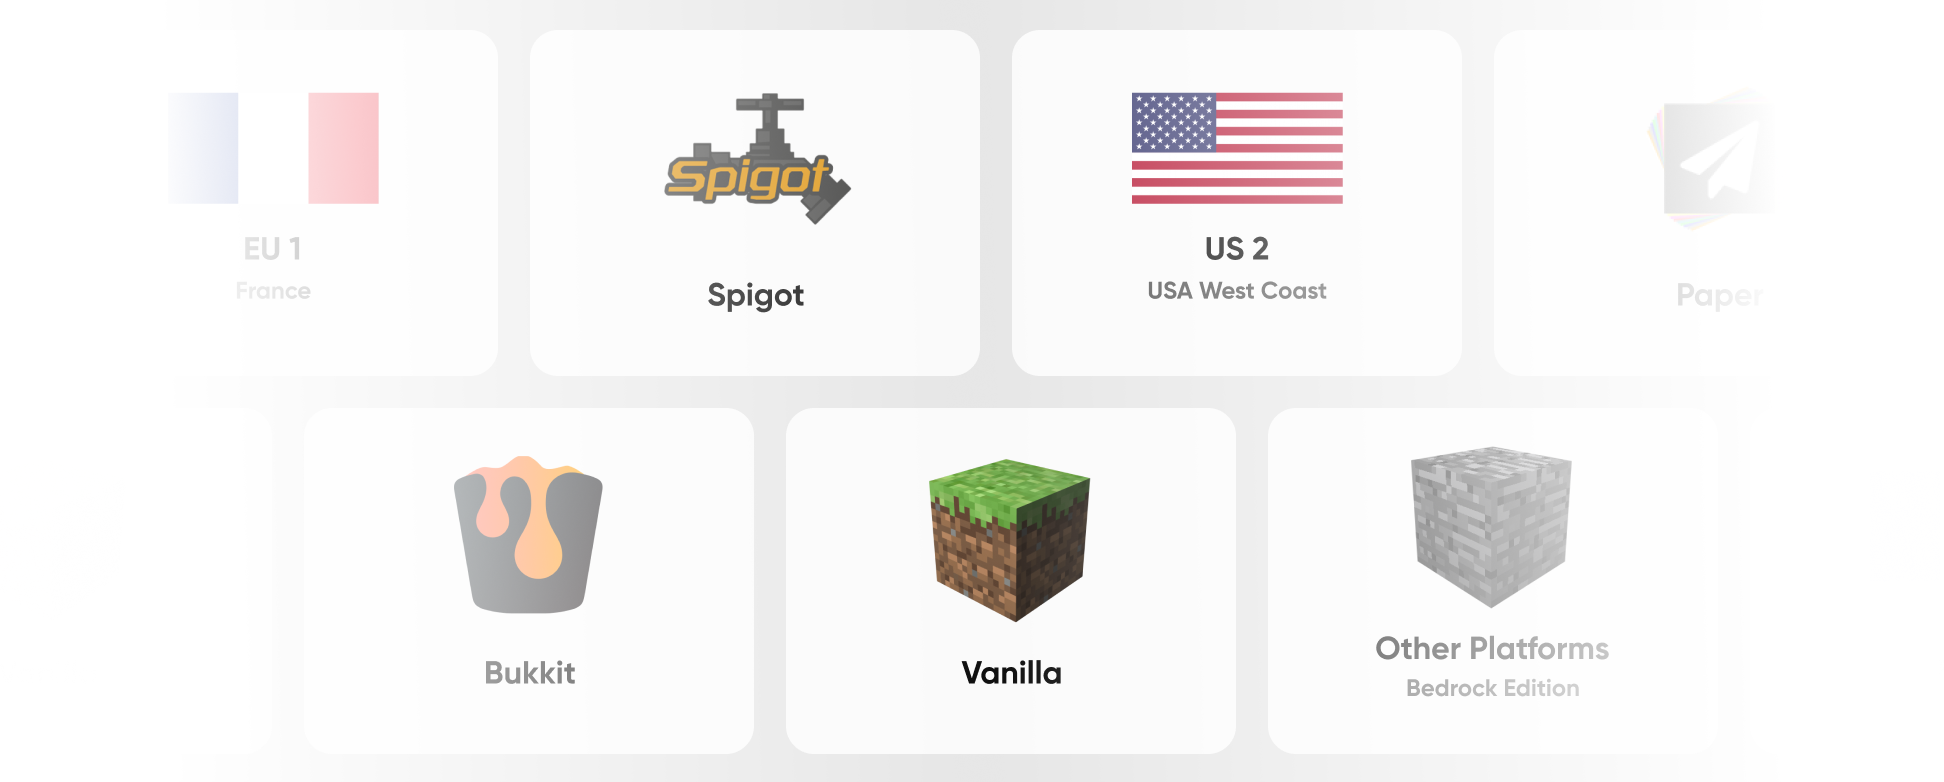 EU 1
France
Spigot
Spigot
US 2
USA West Coast
Paper
Bukkit
Vanilla
Other Platforms
Bedrock Edition